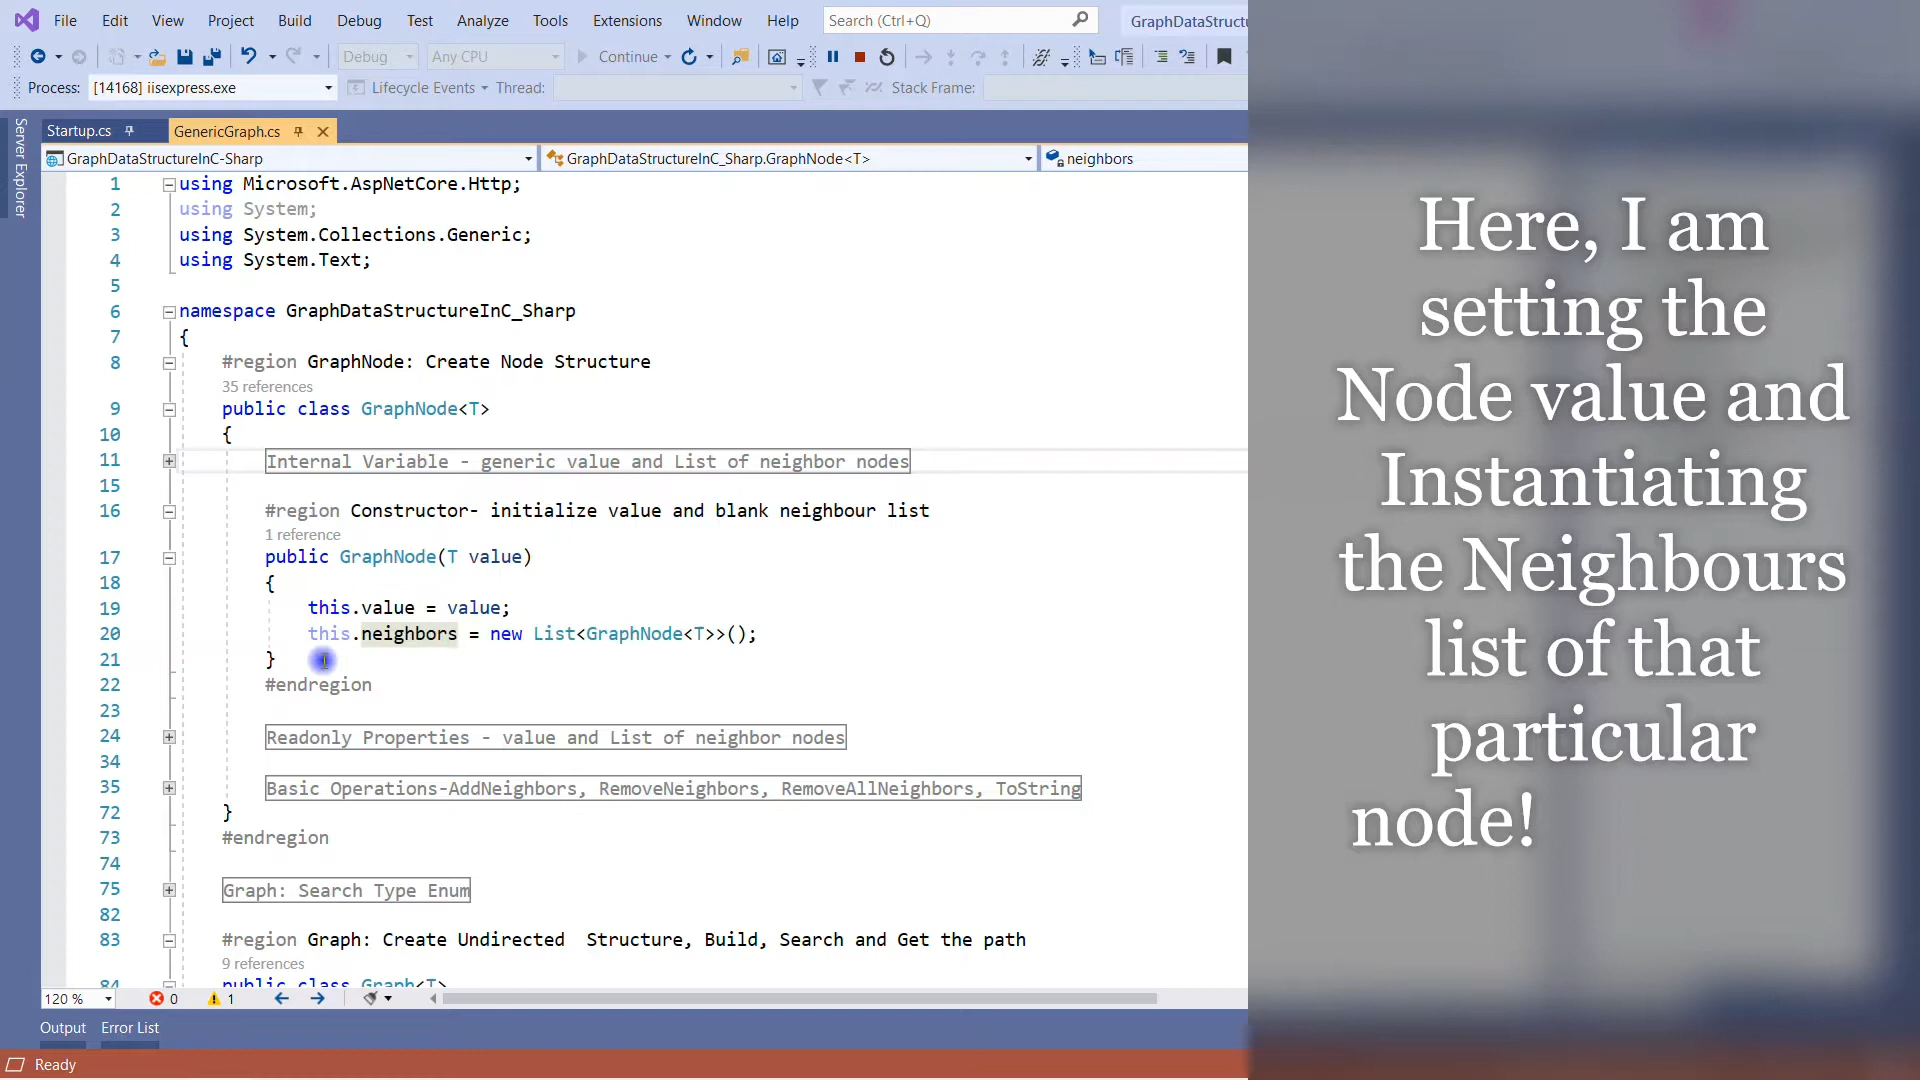 File Edit View Project Build Debug Test Analyze Tools Extensions Window Help Search (Ctrl+Q) GraphDataStructu
Debug Any CPU Continue
Process: [14168] iisexpress.exe Lifecycle Events Thread: Stack Frame:
Server Explorer
Startup.cs GenericGraph.cs
GraphDataStructureInC-Sharp GraphDataStructureInC_Sharp.GraphNode<T> neighbors
1 using Microsoft.AspNetCore.Http;
2 using System;
3 using System.Collections.Generic;
4 using System.Text;
5
6 namespace GraphDataStructureInC_Sharp
7 {
8 #region GraphNode: Create Node Structure
35 references
9 public class GraphNode<T>
10 {
11 Internal Variable - generic value and List of neighbor nodes
15
16 #region Constructor- initialize value and blank neighbour list
1 reference
17 public GraphNode(T value)
18 {
19 this.value = value;
20 this.neighbors = new List<GraphNode<T>>();
21 }
22 #endregion
23
24 Readonly Properties - value and List of neighbor nodes
34
35 Basic Operations-AddNeighbors, RemoveNeighbors, RemoveAllNeighbors, ToString
72 }
73 #endregion
74
75 Graph: Search Type Enum
82
83 #region Graph: Create Undirected  Structure, Build, Search and Get the path
9 references
84 public class Graph<T>
120 % 0 1
Output Error List
Ready
Here, I am
setting the
Node value and
Instantiating
the Neighbours
list of that
particular
node!